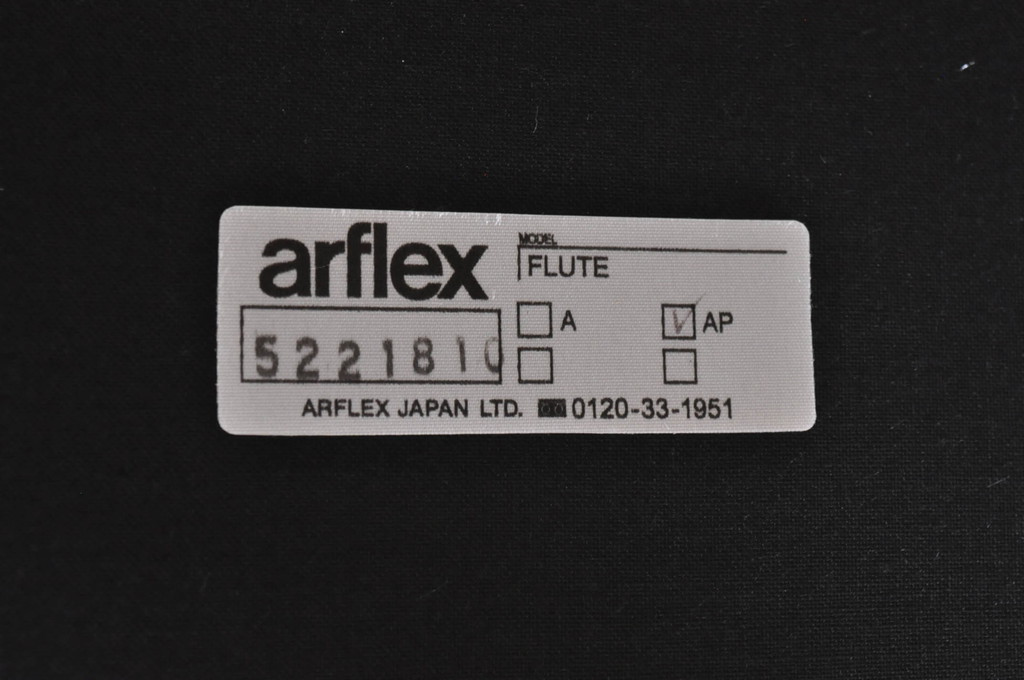 arflex
MODEL
FLUTE
A
AP
5221810
ARFLEX JAPAN LTD. 0120-33-1951